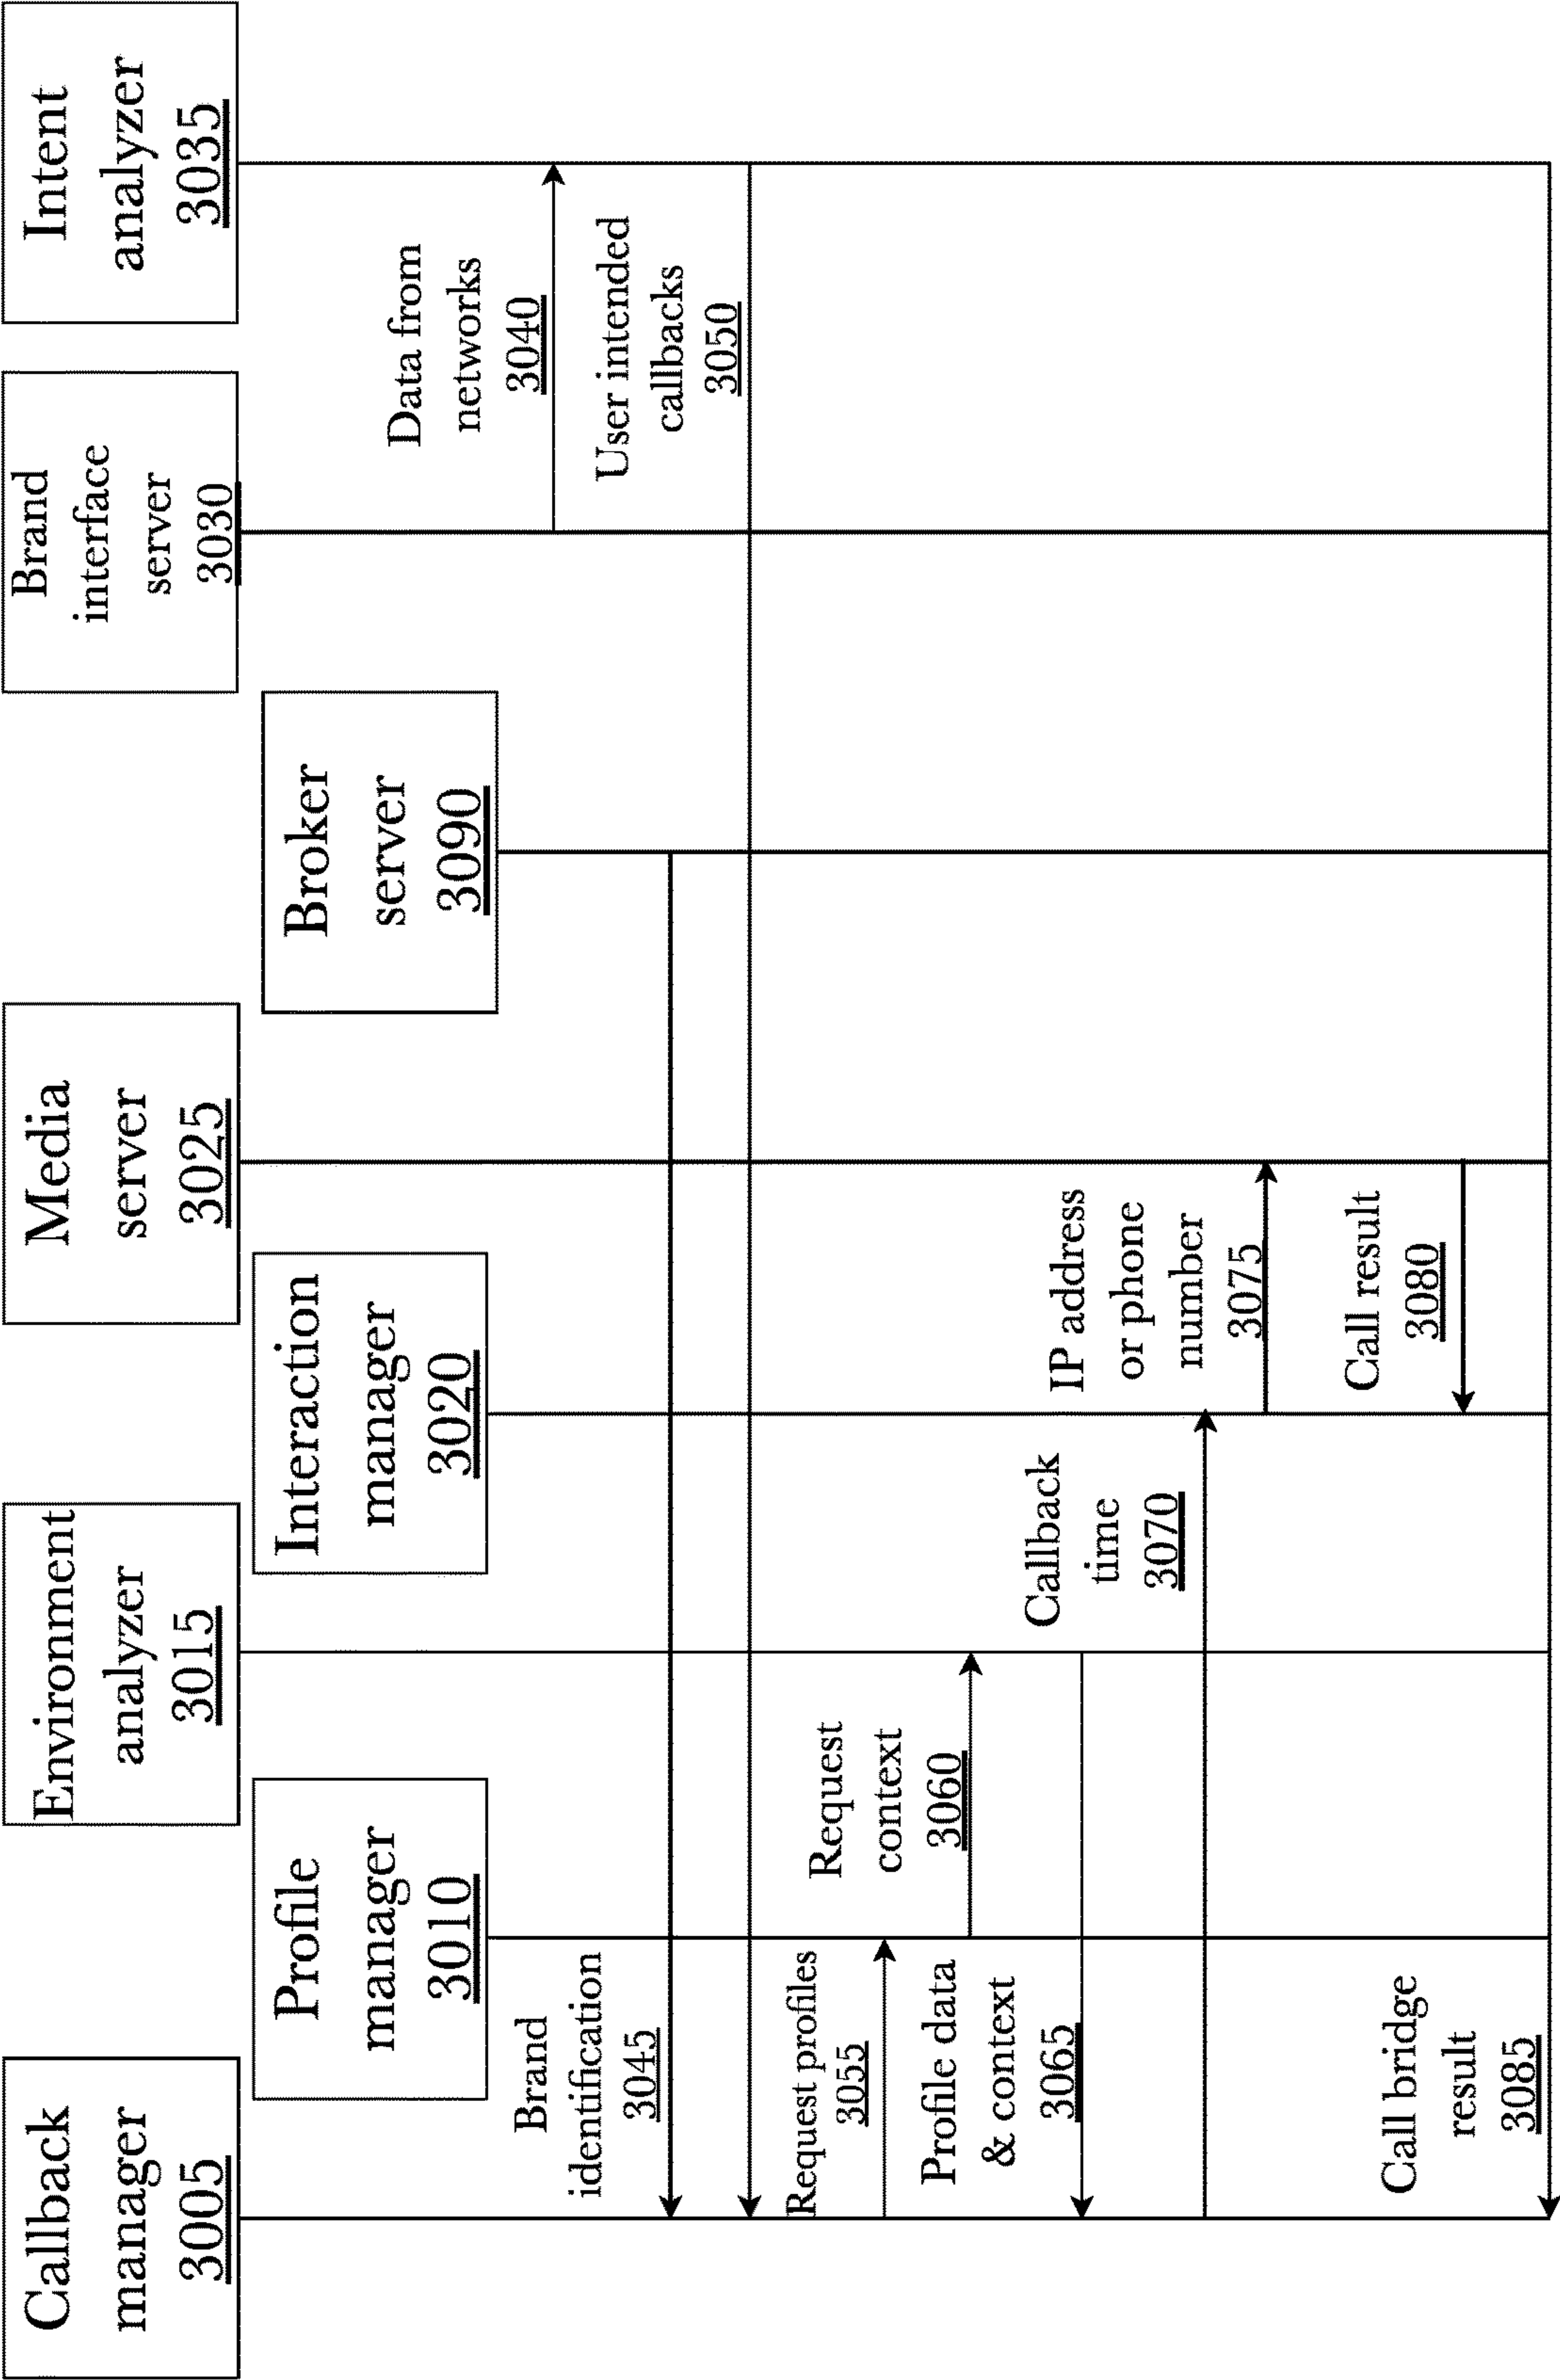 Callback
manager
3005
Profile
manager
3010
Environment
analyzer
3015
Interaction
manager
3020
Media
server
3025
Broker
server
3090
Brand
interface
server
3030
Intent
analyzer
3035
Data from
networks
3040
Brand
identification
3045
User intended
callbacks
3050
Request profiles
3055
Request
context
3060
Profile data
& context
3065
Callback
time
3070
IP address
or phone
number
3075
Call result
3080
Call bridge
result
3085